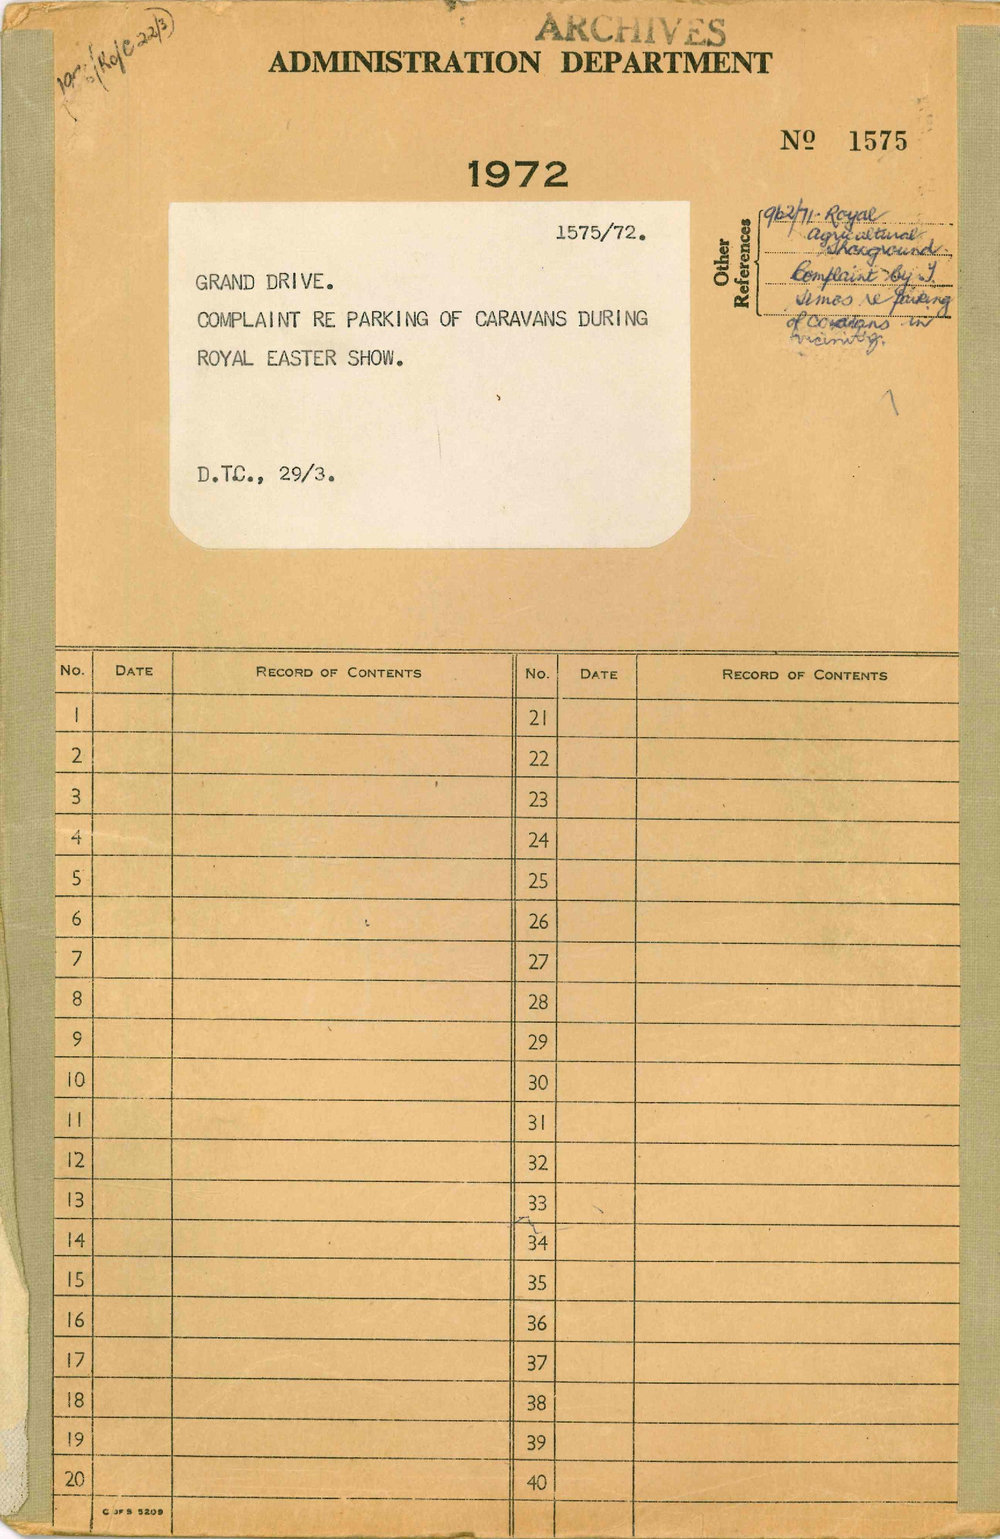 ARCHIVES
ADMINISTRATION DEPARTMENT
Nº 1575
1972
Other References
962/71- Royal
Agricultural
Showground
Complaint by
re parking
of caravans in
vicinity.
1575/72.
GRAND DRIVE.
COMPLAINT RE PARKING OF CARAVANS DURING
ROYAL EASTER SHOW.
D.TC., 29/3.
No. DATE RECORD OF CONTENTS No. DATE RECORD OF CONTENTS
1 21
2 22
3 23
4 24
5 25
6 26
7 27
8 28
9 29
10 30
11 31
12 32
13 33
14 34
15 35
16 36
17 37
18 38
19 39
20 40
C OF S 5209